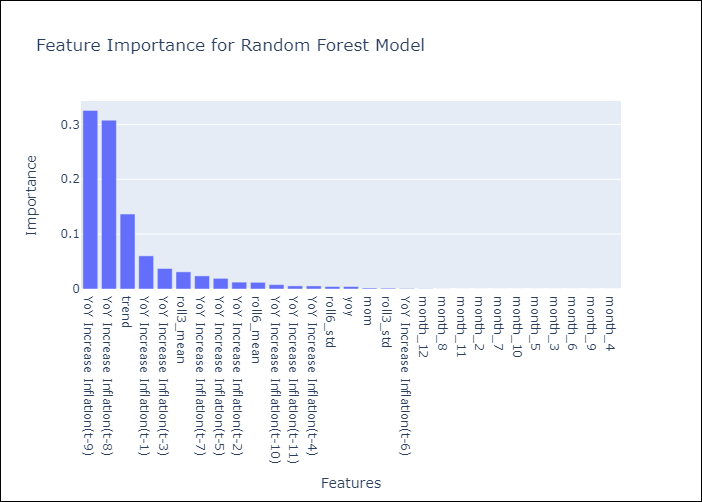 Feature Importance for Random Forest Model
Importance
0.3
0.2
0.1
0
YoY Increase Inflation(t-9)
YoY Increase Inflation(t-8)
trend
YoY Increase Inflation(t-1)
YoY Increase Inflation(t-3)
roll3_mean
YoY Increase Inflation(t-7)
YoY Increase Inflation(t-5)
YoY Increase Inflation(t-2)
roll6_mean
YoY Increase Inflation(t-10)
YoY Increase Inflation(t-11)
YoY Increase Inflation(t-4)
roll6_std
yoy
mom
roll3_std
YoY Increase Inflation(t-6)
month_12
month_8
month_11
month_2
month_7
month_10
month_5
month_3
month_6
month_9
month_4
Features